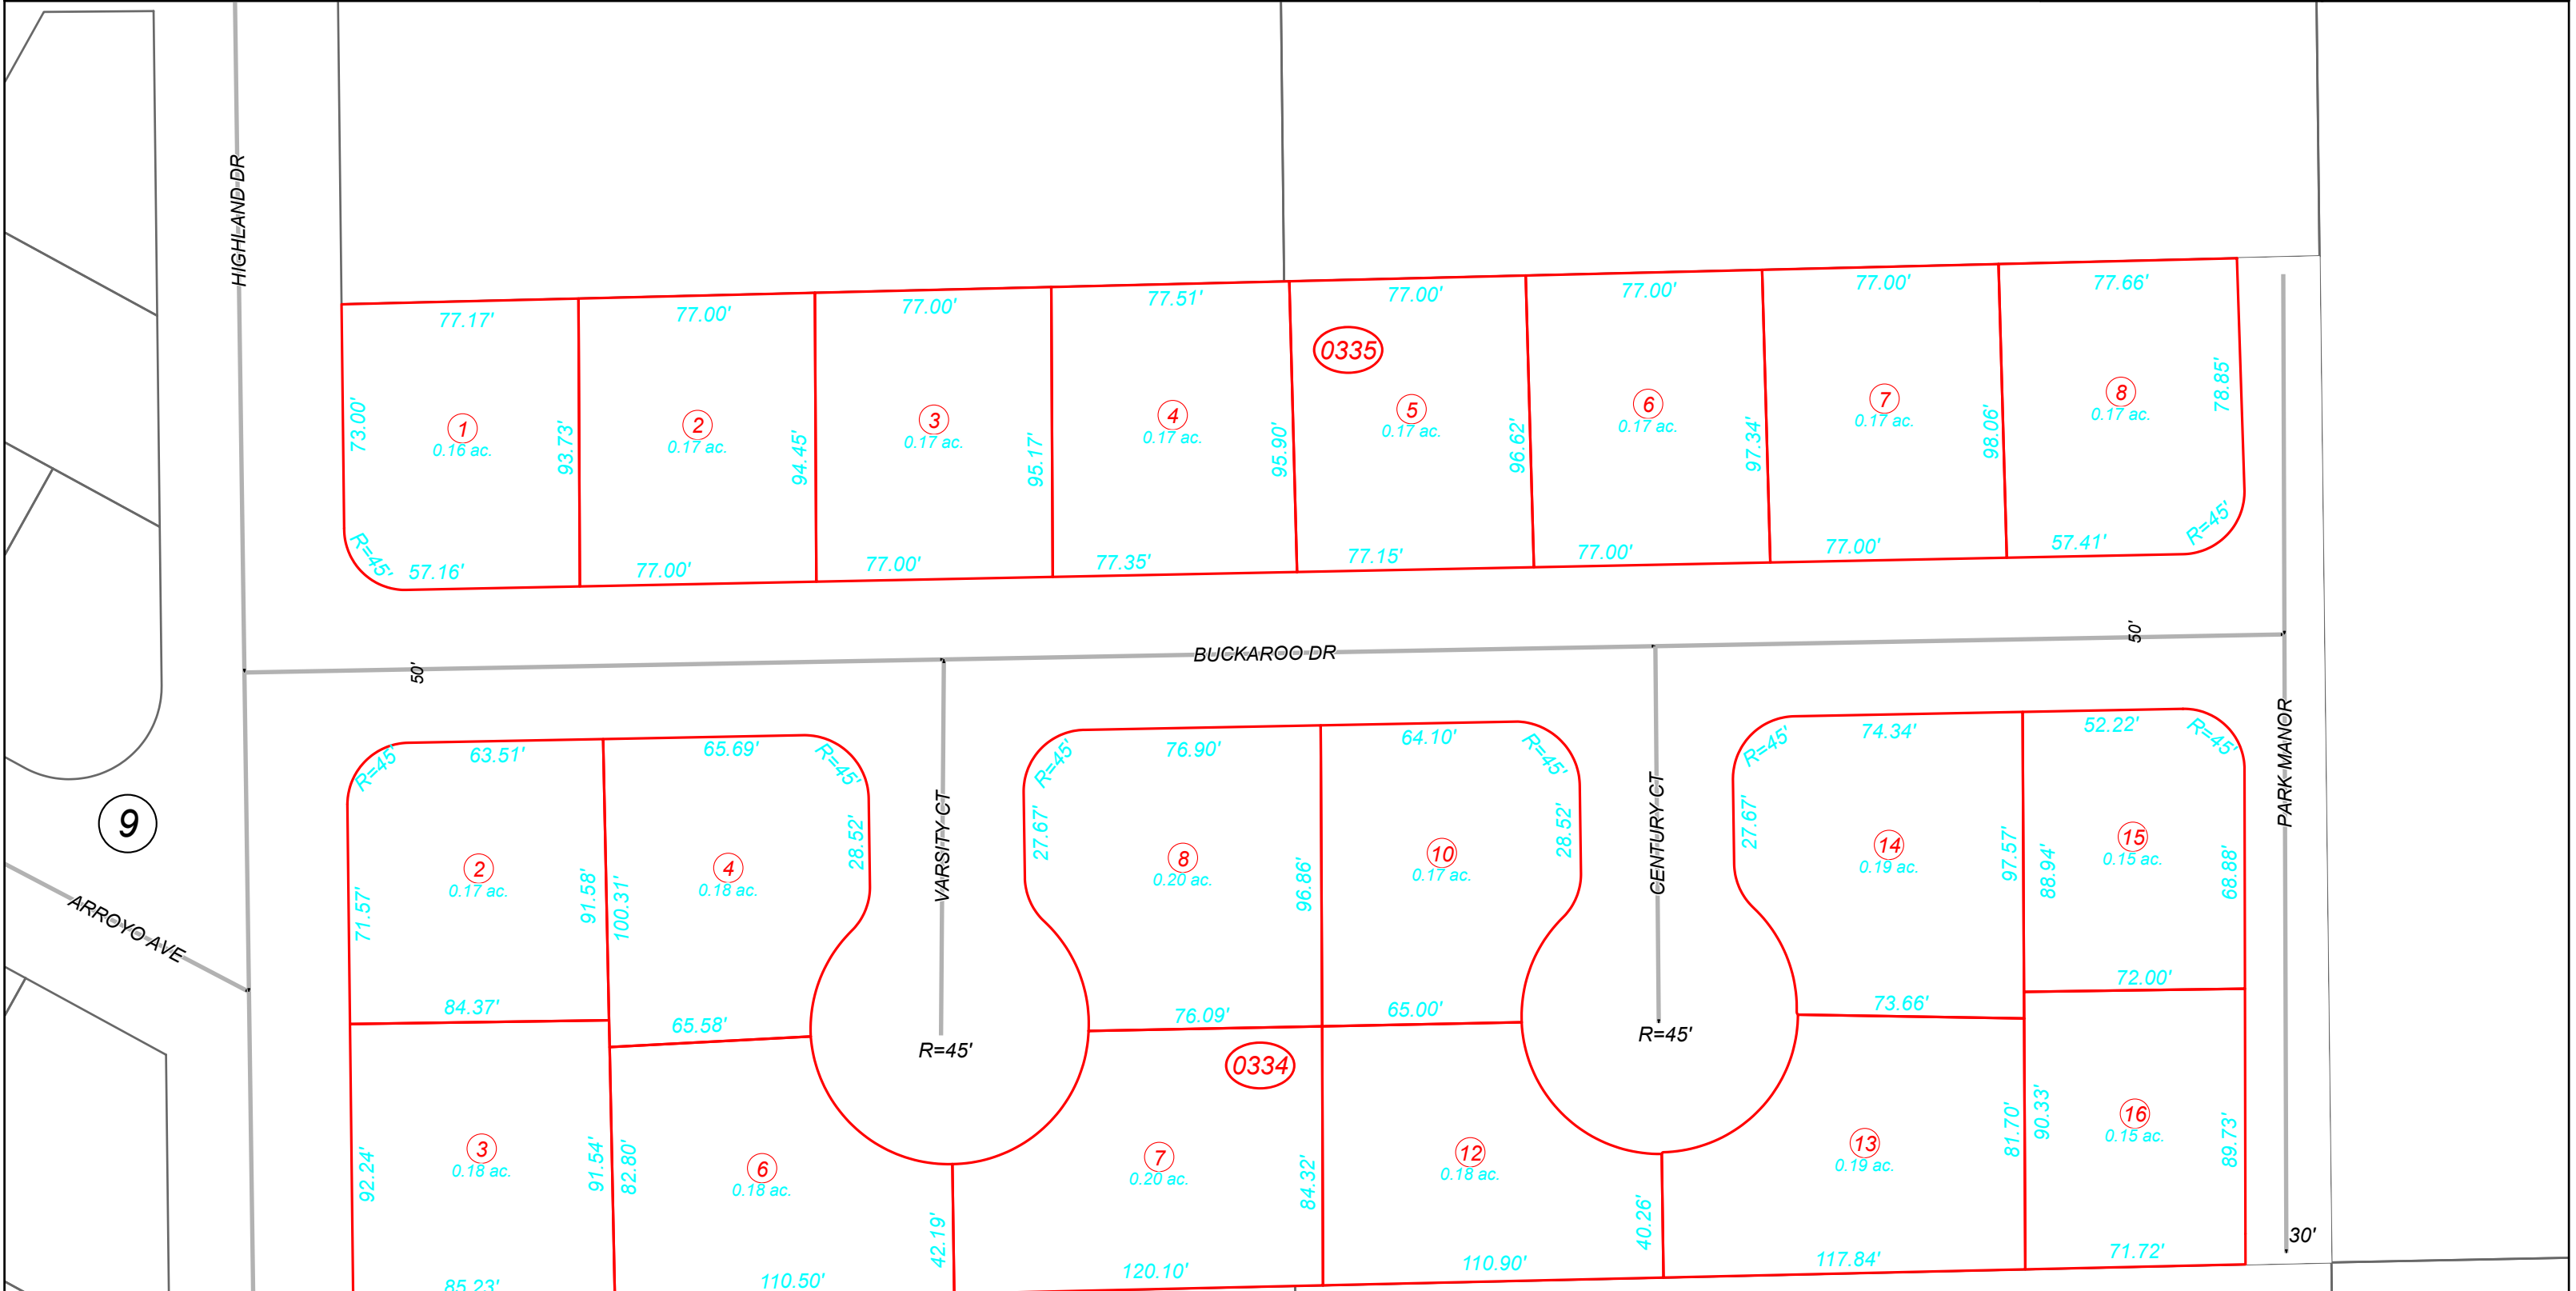 HIGHLAND DR
77.17'
77.00'
77.00'
77.51'
77.00'
77.00'
77.00'
77.66'
0335
73.00'
1
0.16 ac.
93.73'
2
0.17 ac.
94.45'
3
0.17 ac.
95.17'
4
0.17 ac.
95.90'
5
0.17 ac.
96.62'
6
0.17 ac.
97.34'
7
0.17 ac.
98.06'
8
0.17 ac.
78.85'
R=45'
57.16'
77.00'
77.00'
77.35'
77.15'
77.00'
77.00'
57.41'
R=45'
50'
BUCKAROO DR
50'
R=45'
63.51'
65.69'
R=45'
R=45'
76.90'
64.10'
R=45'
R=45'
74.34'
52.22'
R=45'
9
ARROYO AVE
71.57'
2
0.17 ac.
91.58'
100.31'
4
0.18 ac.
28.52'
VARSITY CT
27.67'
8
0.20 ac.
96.86'
10
0.17 ac.
28.52'
CENTURY CT
27.67'
14
0.19 ac.
97.57'
88.94'
15
0.15 ac.
68.88'
PARK MANOR
84.37'
65.58'
R=45'
76.09'
65.00'
R=45'
73.66'
72.00'
0334
92.24'
3
0.18 ac.
91.54'
82.80'
6
0.18 ac.
42.19'
7
0.20 ac.
84.32'
12
0.18 ac.
40.26'
13
0.19 ac.
81.70'
90.33'
16
0.15 ac.
89.73'
30'
85.23'
110.50'
120.10'
110.90'
117.84'
71.72'